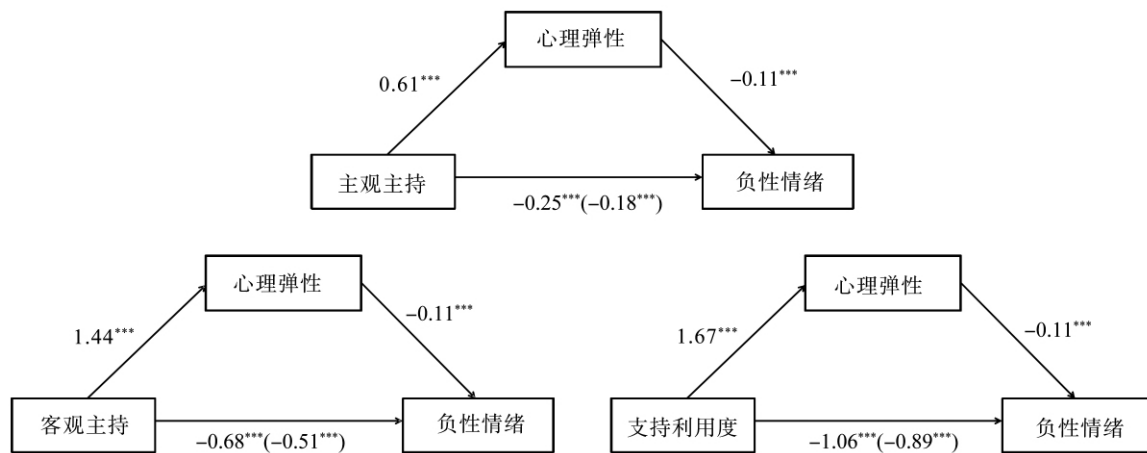 心理弹性
0.61***
-0.11***
主观主持
负性情绪
-0.25***(-0.18***)
心理弹性
1.44***
-0.11***
客观主持
负性情绪
-0.68***(-0.51***)
心理弹性
1.67***
-0.11***
支持利用度
负性情绪
-1.06***(-0.89***)